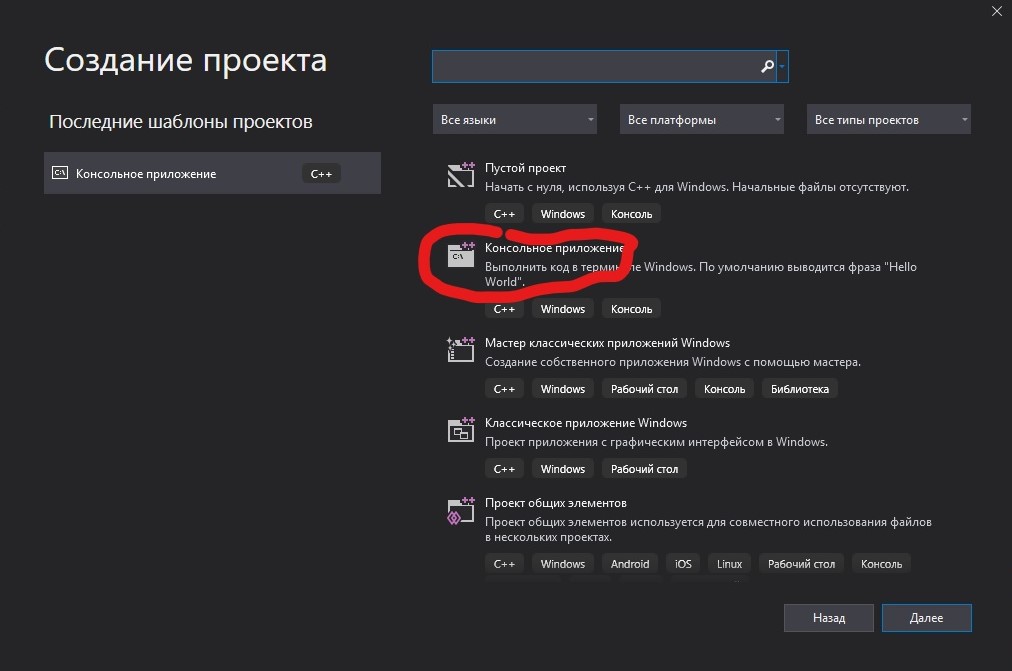 Создание проекта
Последние шаблоны проектов
C:\ Консольное приложение C++
Все языки Все платформы Все типы проектов
Пустой проект
Начать с нуля, используя C++ для Windows. Начальные файлы отсутствуют.
C++ Windows Консоль
Консольное приложение
C:\
Выполнить код в терминале Windows. По умолчанию выводится фраза "Hello
World".
C++ Windows Консоль
Мастер классических приложений Windows
Создание собственного приложения Windows с помощью мастера.
C++ Windows Рабочий стол Консоль Библиотека
Классическое приложение Windows
Проект приложения с графическим интерфейсом в Windows.
C++ Windows Рабочий стол
Проект общих элементов
Проект общих элементов используется для совместного использования файлов
в нескольких проектах.
C++ Windows Android iOS Linux Рабочий стол Консоль
Назад Далее